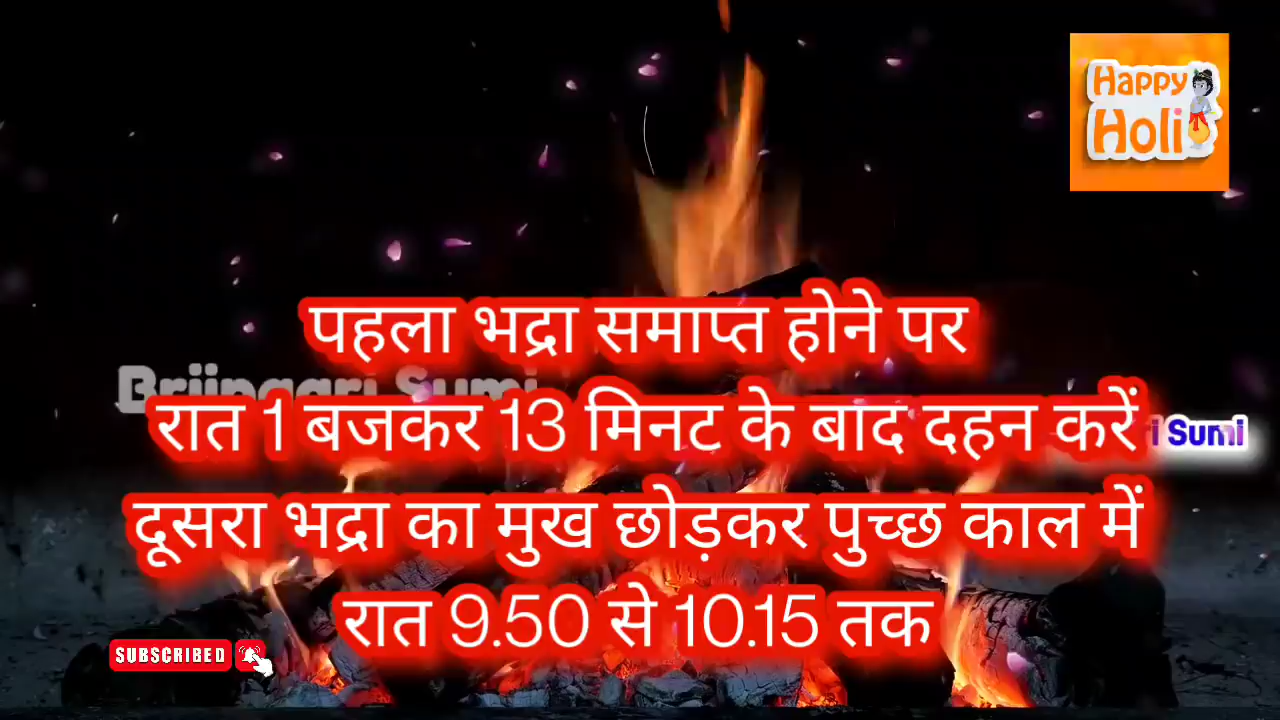 Happy
Holi
पहला भद्रा समाप्त होने पर
रात 1 बजकर 13 मिनट के बाद दहन करें
दूसरा भद्रा का मुख छोड़कर पुच्छ काल में
रात 9.50 से 10.15 तक
Sumi
SUBSCRIBED